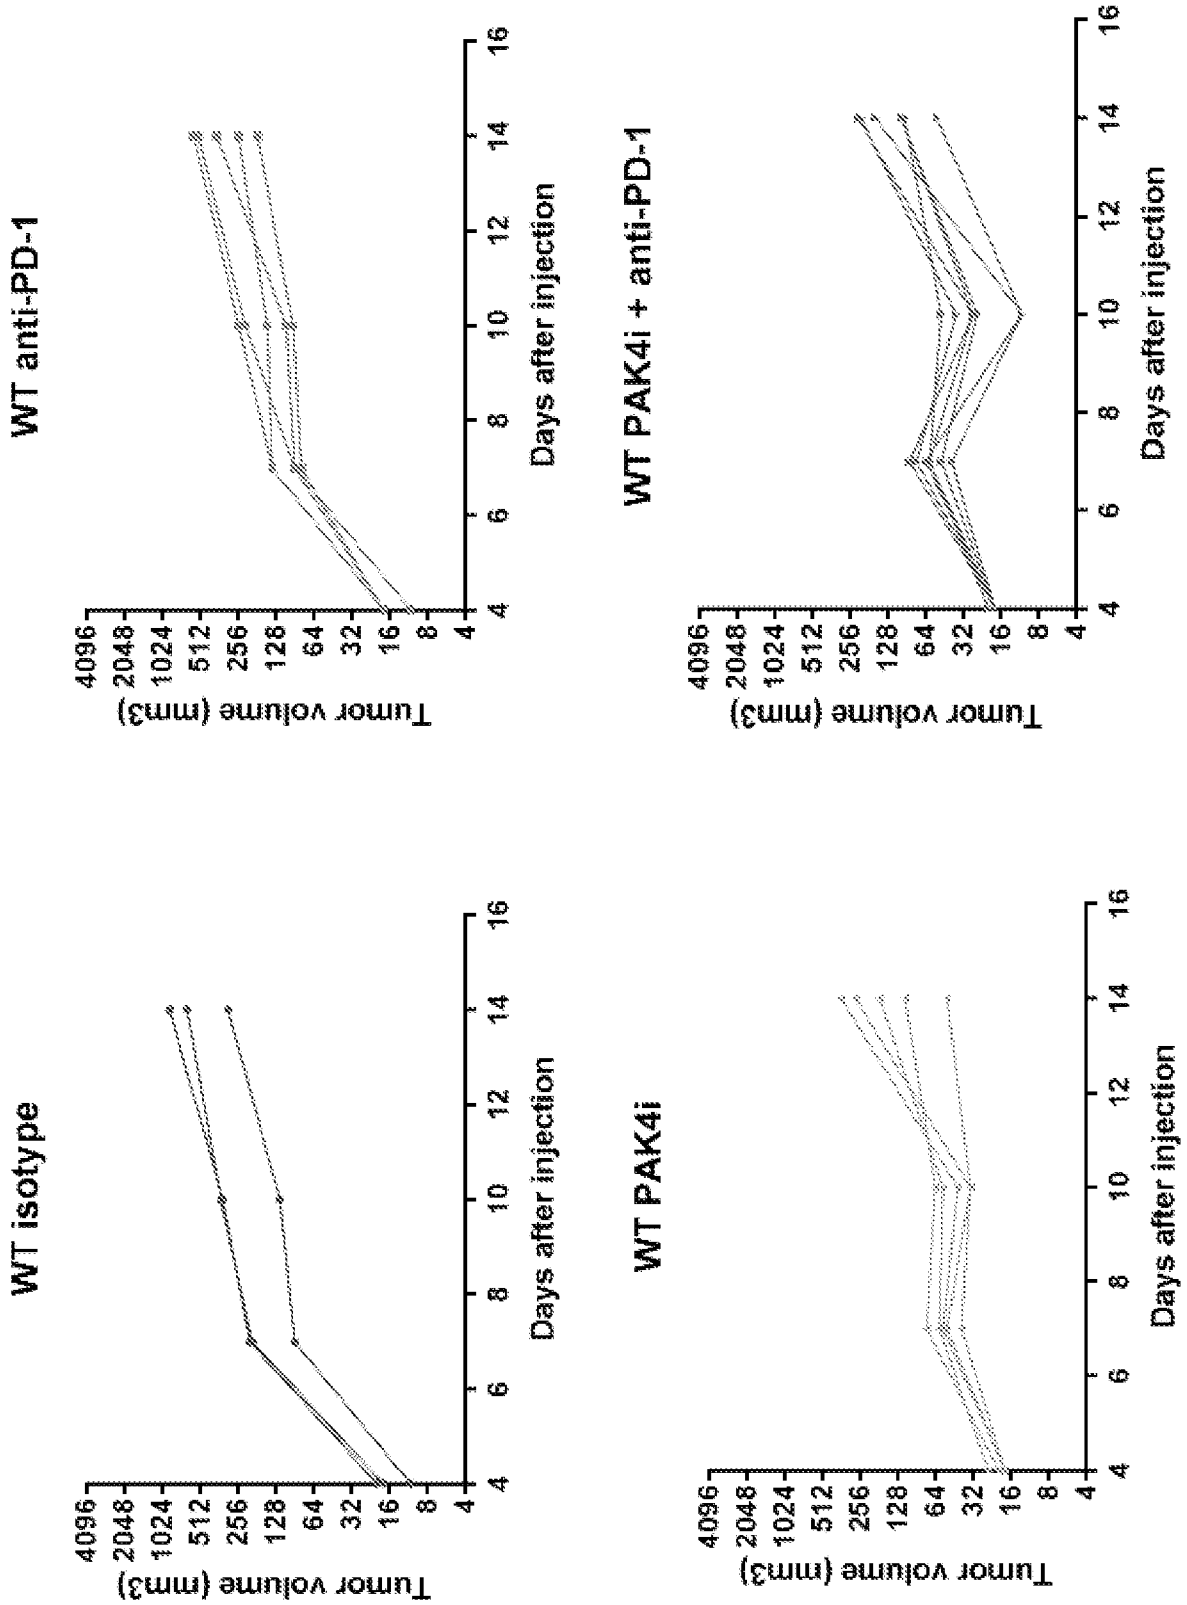 WT isotype
Tumor volume (mm3)
4096
2048
1024
512
256
128
64
32
16
8
4
4 6 8 10 12 14 16
Days after injection
WT anti-PD-1
Tumor volume (mm3)
4096
2048
1024
512
256
128
64
32
16
8
4
4 6 8 10 12 14 16
Days after injection
WT PAK4i
Tumor volume (mm3)
4096
2048
1024
512
256
128
64
32
16
8
4
4 6 8 10 12 14 16
Days after injection
WT PAK4i + anti-PD-1
Tumor volume (mm3)
4096
2048
1024
512
256
128
64
32
16
8
4
4 6 8 10 12 14 16
Days after injection